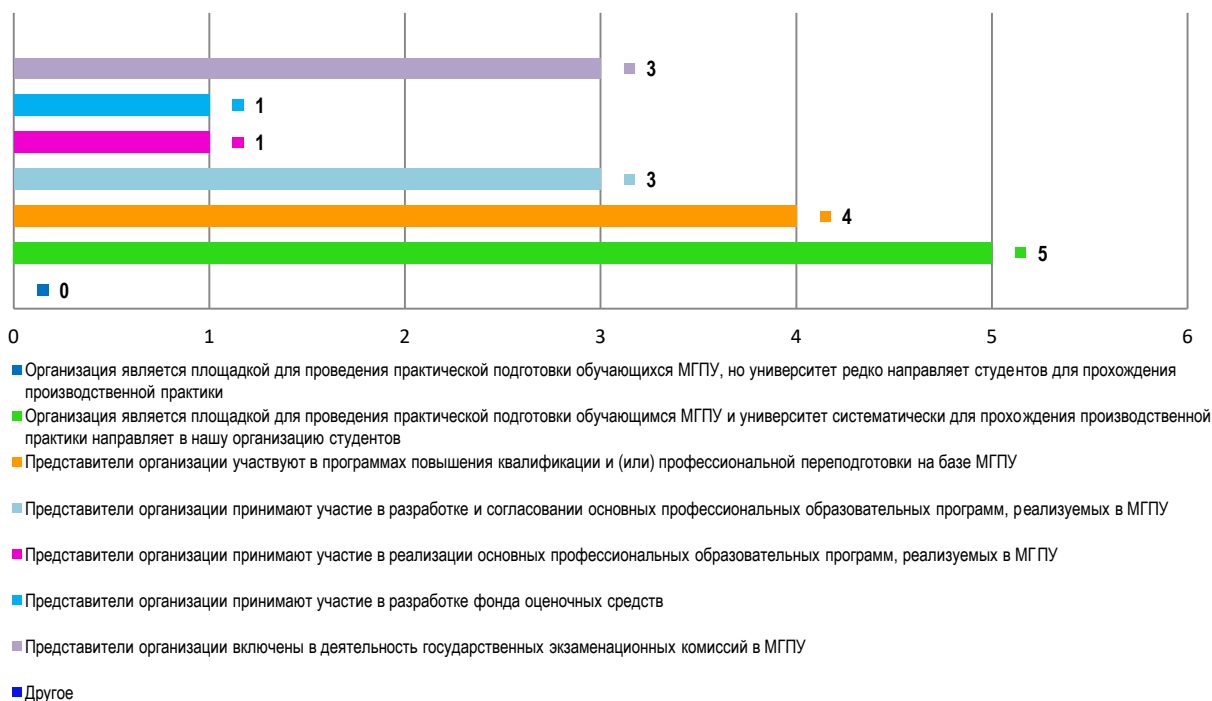 3
1
1
3
4
5
0
0 1 2 3 4 5 6
Организация является площадкой для проведения практической подготовки обучающихся МГПУ, но университет редко направляет студентов для прохождения
производственной практики
Организация является площадкой для проведения практической подготовки обучающимся МГПУ и университет систематически для прохождения производственной
практики направляет в нашу организацию студентов
Представители организации участвуют в программах повышения квалификации и (или) профессиональной переподготовки на базе МГПУ
Представители организации принимают участие в разработке и согласовании основных профессиональных образовательных программ, реализуемых в МГПУ
Представители организации принимают участие в реализации основных профессиональных образовательных программ, реализуемых в МГПУ
Представители организации принимают участие в разработке фонда оценочных средств
Представители организации включены в деятельность государственных экзаменационных комиссий в МГПУ
Другое